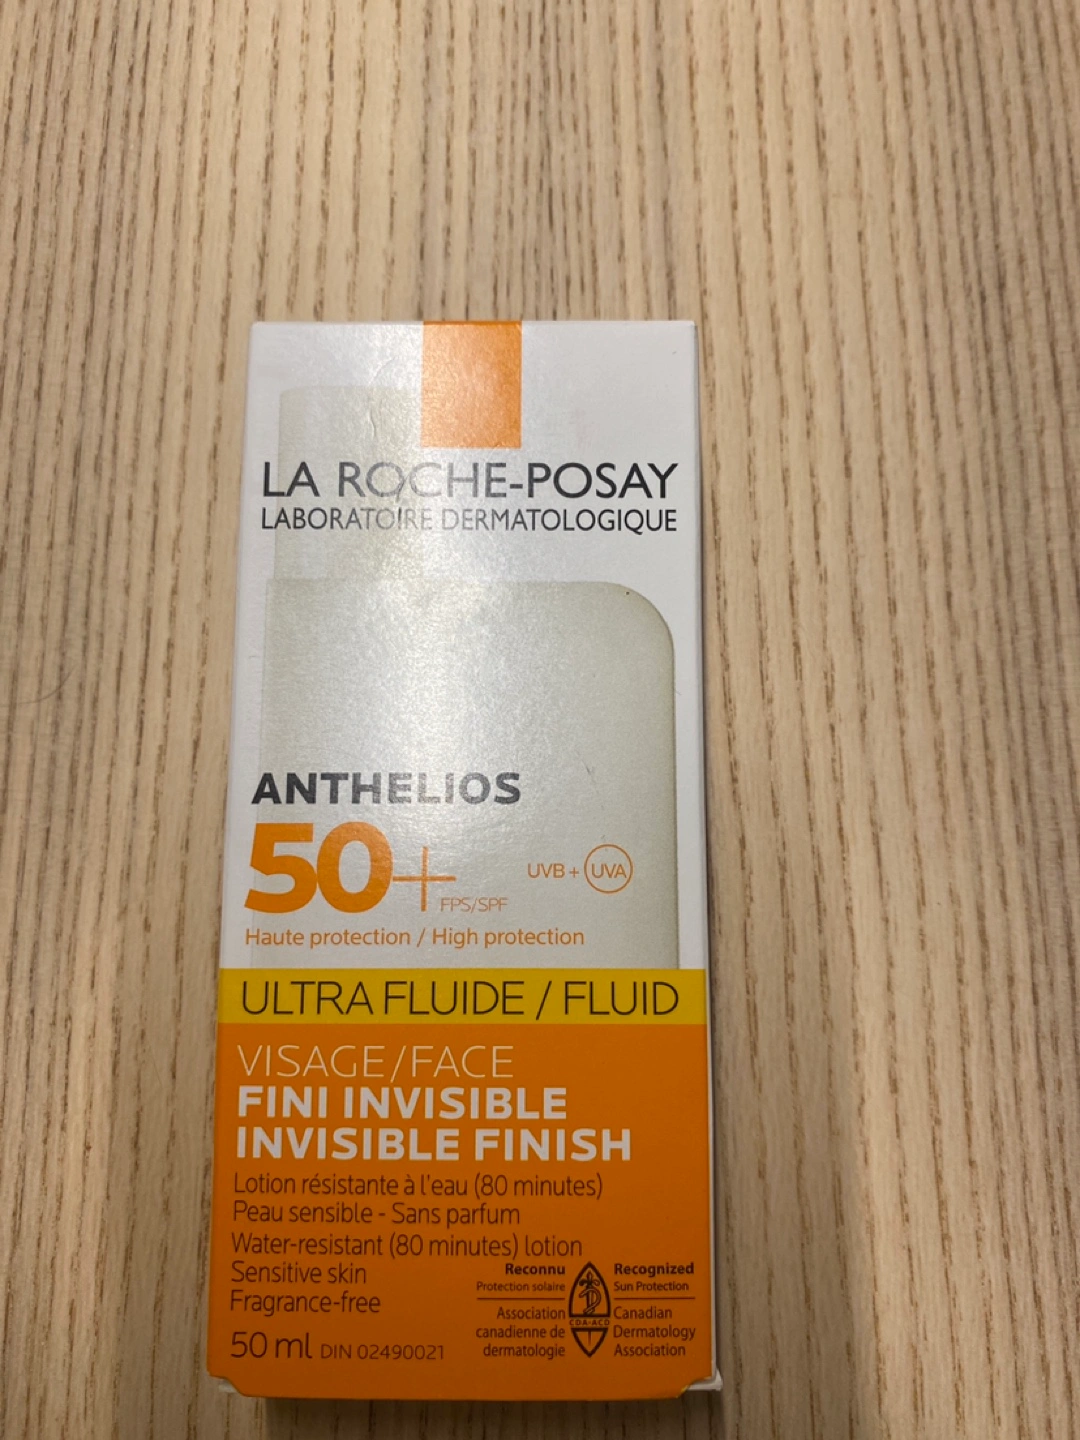 LA ROCHE-POSAY
LABORATOIRE DERMATOLOGIQUE
ANTHELIOS
50+ FPS/SPF
UVB + UVA
Haute protection / High protection
ULTRA FLUIDE / FLUID
VISAGE/FACE
FINI INVISIBLE
INVISIBLE FINISH
Lotion résistante à l'eau (80 minutes)
Peau sensible - Sans parfum
Water-resistant (80 minutes) lotion
Sensitive skin
Fragrance-free
50 ml DIN 02490021
Reconnu
Protection solaire
Association
canadienne de
dermatologie
CDA-ACD
Recognized
Sun Protection
Canadian
Dermatology
Association